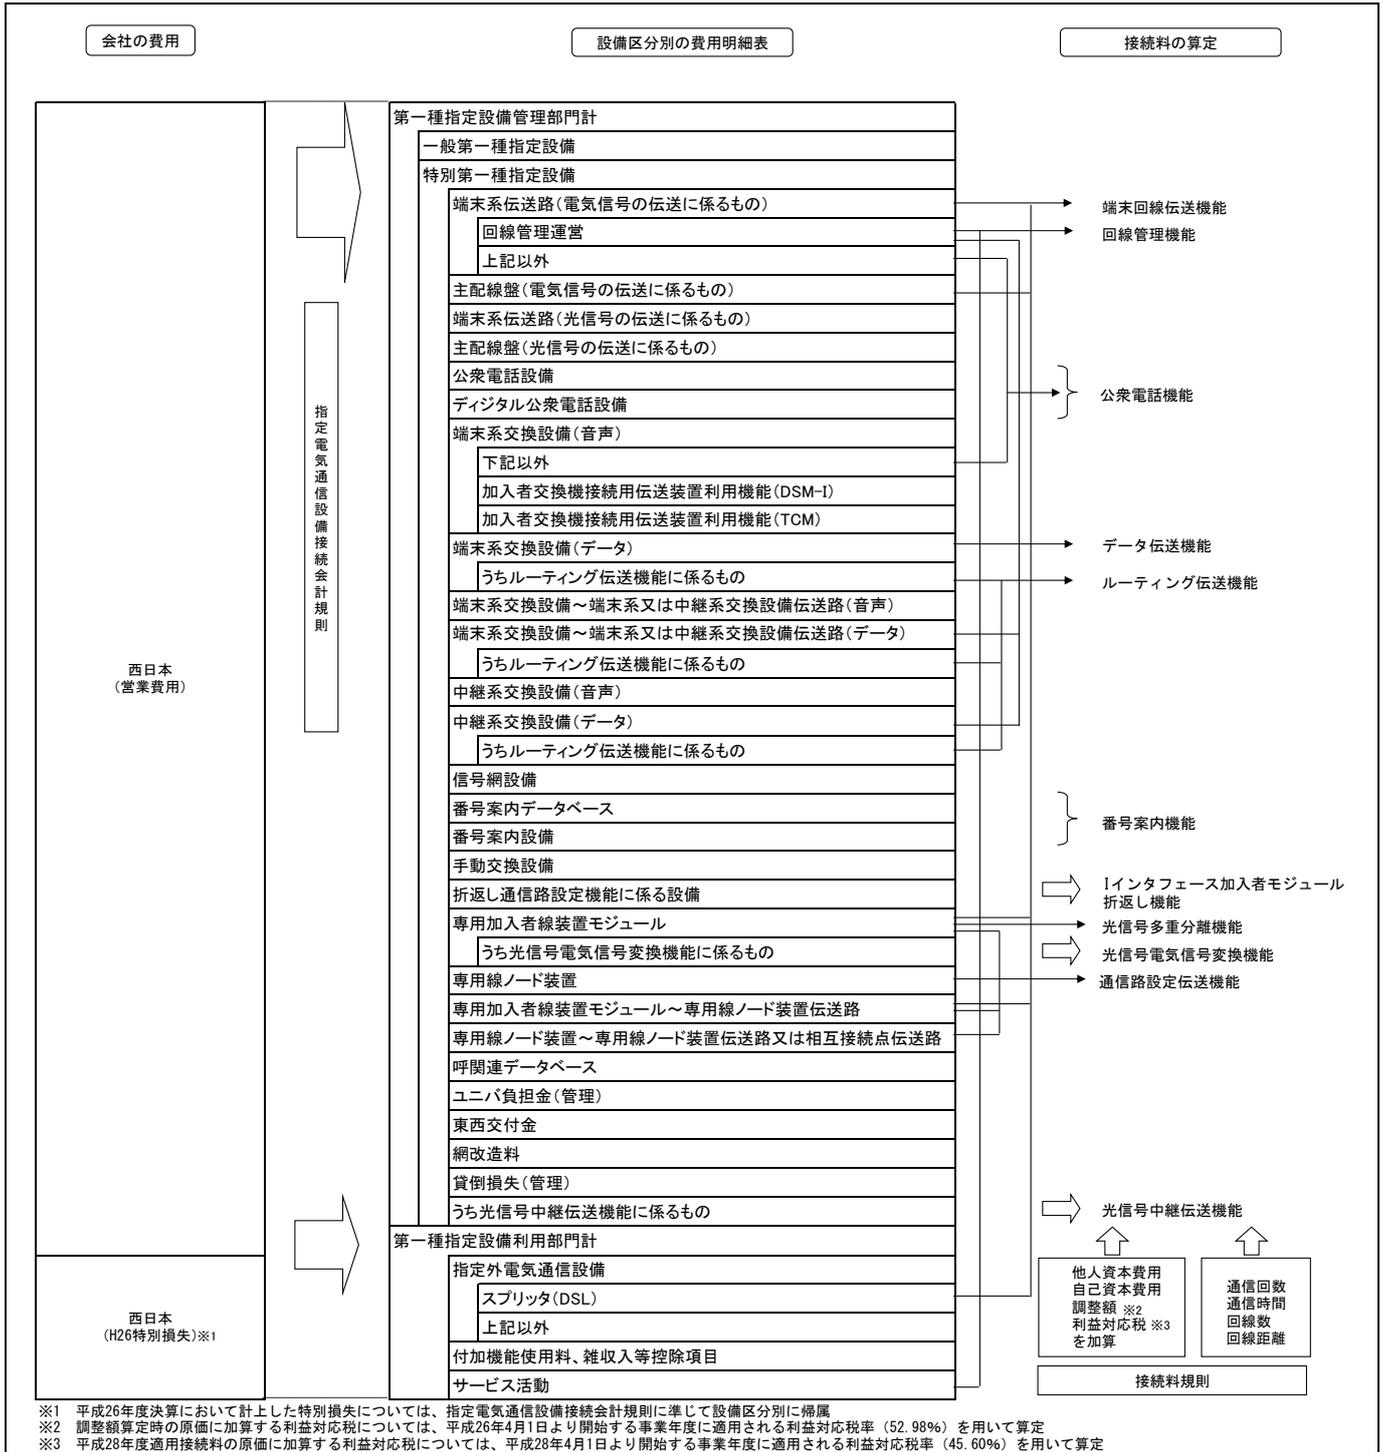 会社の費用
設備区分別の費用明細表
接続料の算定
第一種指定設備管理部門計
一般第一種指定設備
特別第一種指定設備
端末系伝送路(電気信号の伝送に係るもの)
端末回線伝送機能
回線管理運営
回線管理機能
上記以外
主配線盤(電気信号の伝送に係るもの)
端末系伝送路(光信号の伝送に係るもの)
主配線盤(光信号の伝送に係るもの)
公衆電話設備
ディジタル公衆電話設備
公衆電話機能
端末系交換設備(音声)
下記以外
加入者交換機接続用伝送装置利用機能(DSM-I)
加入者交換機接続用伝送装置利用機能(TCM)
指定電気通信設備接続会計規則
端末系交換設備(データ)
データ伝送機能
うちルーティング伝送機能に係るもの
ルーティング伝送機能
端末系交換設備～端末系又は中継系交換設備伝送路(音声)
端末系交換設備～端末系又は中継系交換設備伝送路(データ)
うちルーティング伝送機能に係るもの
西日本
(営業費用)
中継系交換設備(音声)
中継系交換設備(データ)
うちルーティング伝送機能に係るもの
信号網設備
番号案内データベース
番号案内機能
番号案内設備
手動交換設備
折返し通信路設定機能に係る設備
Iインタフェース加入者モジュール
折返し機能
専用加入者線装置モジュール
光信号多重分離機能
うち光信号電気信号変換機能に係るもの
光信号電気信号変換機能
専用線ノード装置
通信路設定伝送機能
専用加入者線装置モジュール～専用線ノード装置伝送路
専用線ノード装置～専用線ノード装置伝送路又は相互接続点伝送路
呼関連データベース
ユニバ負担金(管理)
東西交付金
網改造料
貸倒損失(管理)
うち光信号中継伝送機能に係るもの
光信号中継伝送機能
第一種指定設備利用部門計
指定外電気通信設備
スプリッタ(DSL)
上記以外
付加機能使用料、雑収入等控除項目
サービス活動
西日本
(H26特別損失)※1
他人資本費用
自己資本費用
調整額 ※2
利益対応税 ※3
を加算
通信回数
通信時間
回線数
回線距離
接続料規則
※1 平成26年度決算において計上した特別損失については、指定電気通信設備接続会計規則に準じて設備区分別に帰属
※2 調整額算定時の原価に加算する利益対応税については、平成26年4月1日より開始する事業年度に適用される利益対応税率(52.98%)を用いて算定
※3 平成28年度適用接続料の原価に加算する利益対応税については、平成28年4月1日より開始する事業年度に適用される利益対応税率(45.60%)を用いて算定